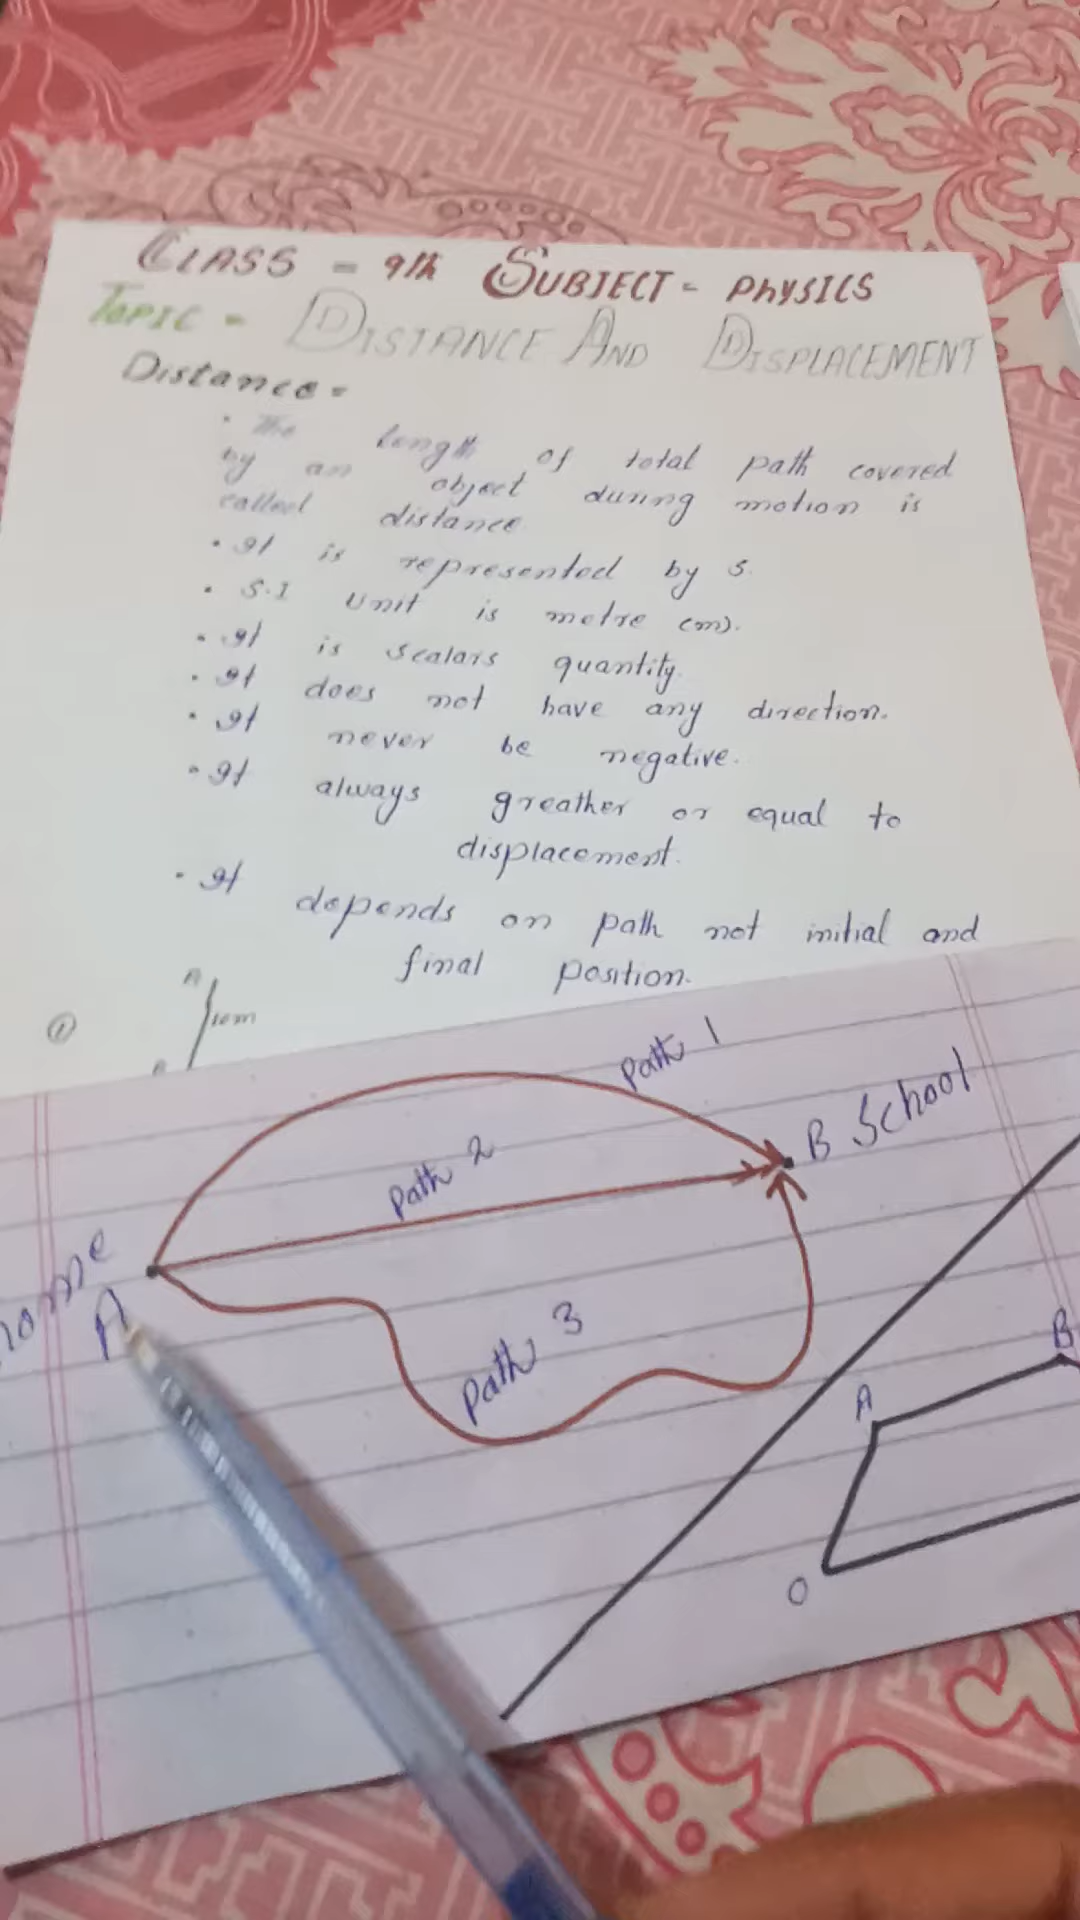 CLASS = 9th SUBJECT = PHYSICS
TOPIC = DISTANCE AND DISPLACEMENT
Distance =
• The length of total path covered
by an object during motion is
called distance.
• It is represented by s.
• S.I Unit is metre (m).
• It is scalars quantity.
• It does not have any direction.
• It never be negative.
• It always greather or equal to
displacement.
• It depends on path not initial and
final position.
①
A
10m
B
Path 1
B School
Path 2
home
A
Path 3
B
A
O